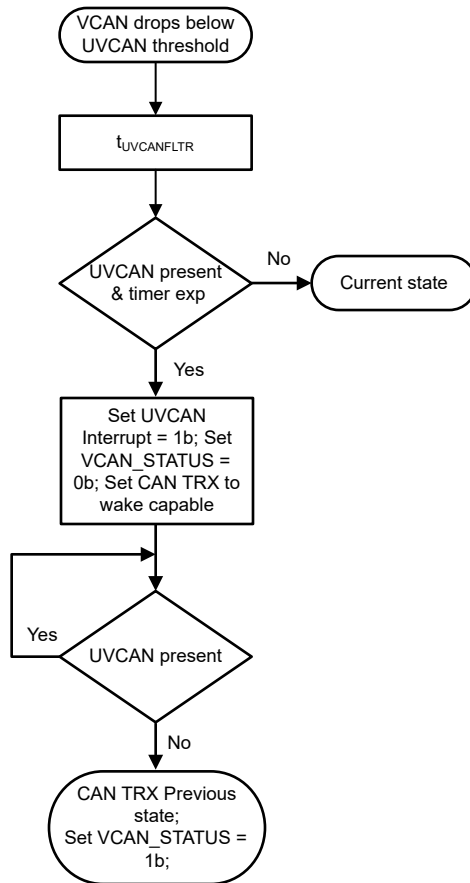 VCAN drops below
UVCAN threshold
tUVCANFLTR
UVCAN present
& timer exp
No
Current state
Yes
Set UVCAN
Interrupt = 1b; Set
VCAN_STATUS =
0b; Set CAN TRX to
wake capable
Yes
UVCAN present
No
CAN TRX Previous
state;
Set VCAN_STATUS =
1b;